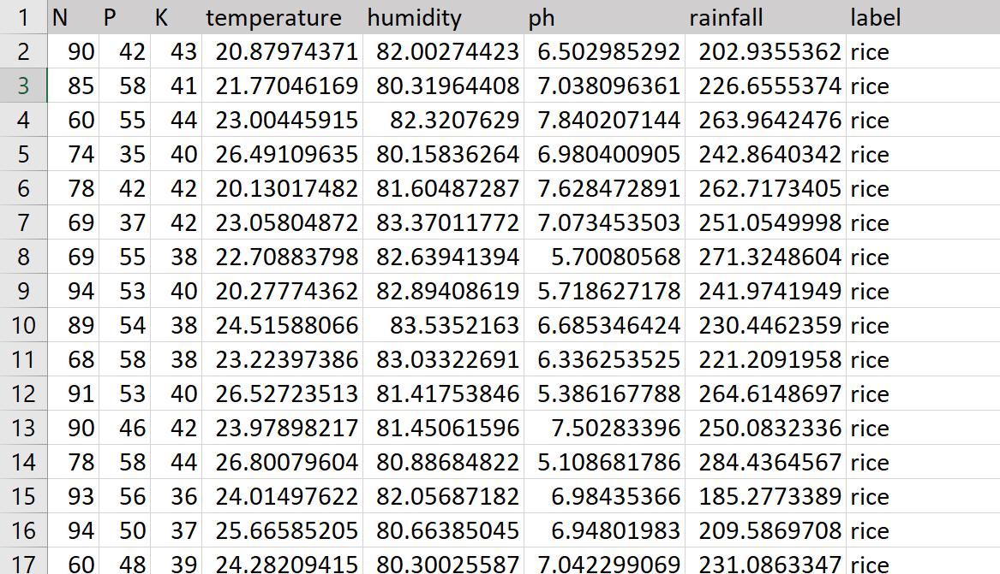 1 N P K temperature humidity ph rainfall label
2 90 42 43 20.87974371 82.00274423 6.502985292 202.9355362 rice
3 85 58 41 21.77046169 80.31964408 7.038096361 226.6555374 rice
4 60 55 44 23.00445915 82.3207629 7.840207144 263.9642476 rice
5 74 35 40 26.49109635 80.15836264 6.980400905 242.8640342 rice
6 78 42 42 20.13017482 81.60487287 7.628472891 262.7173405 rice
7 69 37 42 23.05804872 83.37011772 7.073453503 251.0549998 rice
8 69 55 38 22.70883798 82.63941394 5.70080568 271.3248604 rice
9 94 53 40 20.27774362 82.89408619 5.718627178 241.9741949 rice
10 89 54 38 24.51588066 83.5352163 6.685346424 230.4462359 rice
11 68 58 38 23.22397386 83.03322691 6.336253525 221.2091958 rice
12 91 53 40 26.52723513 81.41753846 5.386167788 264.6148697 rice
13 90 46 42 23.97898217 81.45061596 7.50283396 250.0832336 rice
14 78 58 44 26.80079604 80.88684822 5.108681786 284.4364567 rice
15 93 56 36 24.01497622 82.05687182 6.98435366 185.2773389 rice
16 94 50 37 25.66585205 80.66385045 6.94801983 209.5869708 rice
17 60 48 39 24.28209415 80.30025587 7.042299069 231.0863347 rice